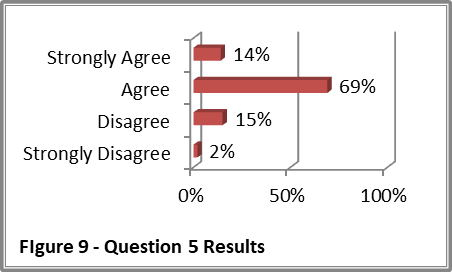 Strongly Agree 14%
Agree 69%
Disagree 15%
Strongly Disagree 2%
0% 50% 100%
FIgure 9 - Question 5 Results